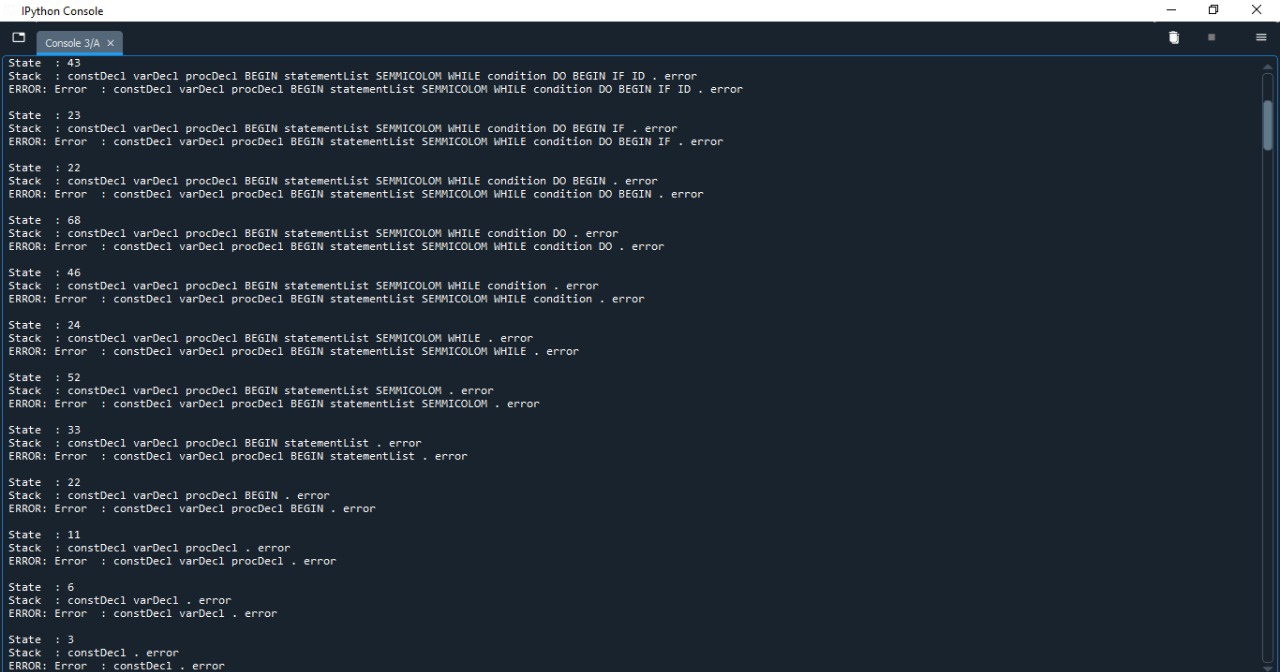 IPython Console
Console 3/A
State : 43
Stack : constDecl varDecl procDecl BEGIN statementList SEMMICOLOM WHILE condition DO BEGIN IF ID . error
ERROR: Error : constDecl varDecl procDecl BEGIN statementList SEMMICOLOM WHILE condition DO BEGIN IF ID . error
State : 23
Stack : constDecl varDecl procDecl BEGIN statementList SEMMICOLOM WHILE condition DO BEGIN IF . error
ERROR: Error : constDecl varDecl procDecl BEGIN statementList SEMMICOLOM WHILE condition DO BEGIN IF . error
State : 22
Stack : constDecl varDecl procDecl BEGIN statementList SEMMICOLOM WHILE condition DO BEGIN . error
ERROR: Error : constDecl varDecl procDecl BEGIN statementList SEMMICOLOM WHILE condition DO BEGIN . error
State : 68
Stack : constDecl varDecl procDecl BEGIN statementList SEMMICOLOM WHILE condition DO . error
ERROR: Error : constDecl varDecl procDecl BEGIN statementList SEMMICOLOM WHILE condition DO . error
State : 46
Stack : constDecl varDecl procDecl BEGIN statementList SEMMICOLOM WHILE condition . error
ERROR: Error : constDecl varDecl procDecl BEGIN statementList SEMMICOLOM WHILE condition . error
State : 24
Stack : constDecl varDecl procDecl BEGIN statementList SEMMICOLOM WHILE . error
ERROR: Error : constDecl varDecl procDecl BEGIN statementList SEMMICOLOM WHILE . error
State : 52
Stack : constDecl varDecl procDecl BEGIN statementList SEMMICOLOM . error
ERROR: Error : constDecl varDecl procDecl BEGIN statementList SEMMICOLOM . error
State : 33
Stack : constDecl varDecl procDecl BEGIN statementList . error
ERROR: Error : constDecl varDecl procDecl BEGIN statementList . error
State : 22
Stack : constDecl varDecl procDecl BEGIN . error
ERROR: Error : constDecl varDecl procDecl BEGIN . error
State : 11
Stack : constDecl varDecl procDecl . error
ERROR: Error : constDecl varDecl procDecl . error
State : 6
Stack : constDecl varDecl . error
ERROR: Error : constDecl varDecl . error
State : 3
Stack : constDecl . error
ERROR: Error : constDecl . error